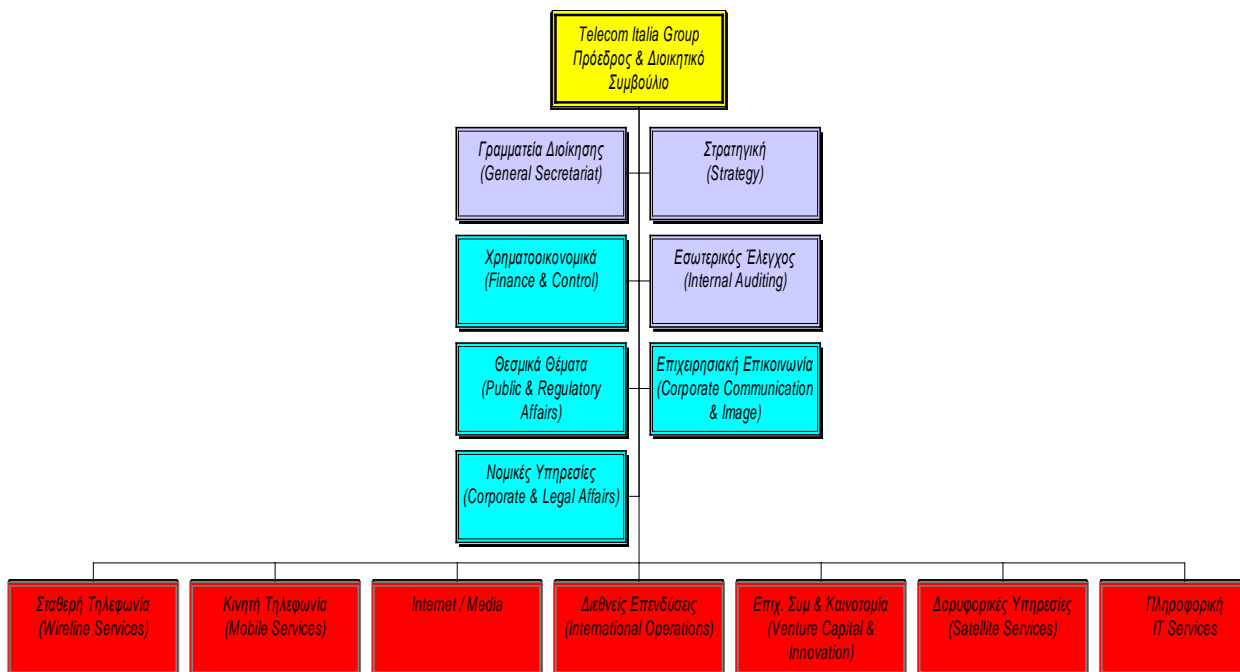 Telecom Italia Group
Πρόεδρος & Διοικητικό
Συμβούλιο
Γραμματεία Διοίκησης
(General Secretariat)
Στρατηγική
(Strategy)
Χρηματοοικονομικά
(Finance & Control)
Εσωτερικός Έλεγχος
(Internal Auditing)
Θεσμικά Θέματα
(Public & Regulatory
Affairs)
Επιχειρησιακή Επικοινωνία
(Corporate Communication
& Image)
Νομικές Υπηρεσίες
(Corporate & Legal Affairs)
Σταθερή Τηλεφωνία
(Wireline Services)
Κινητή Τηλεφωνία
(Mobile Services)
Internet / Media
Διεθνείς Επενδύσεις
(International Operations)
Επιχ. Συμ & Καινοτομία
(Venture Capital &
Innovation)
Δορυφορικές Υπηρεσίες
(Satellite Services)
Πληροφορική
IT Services